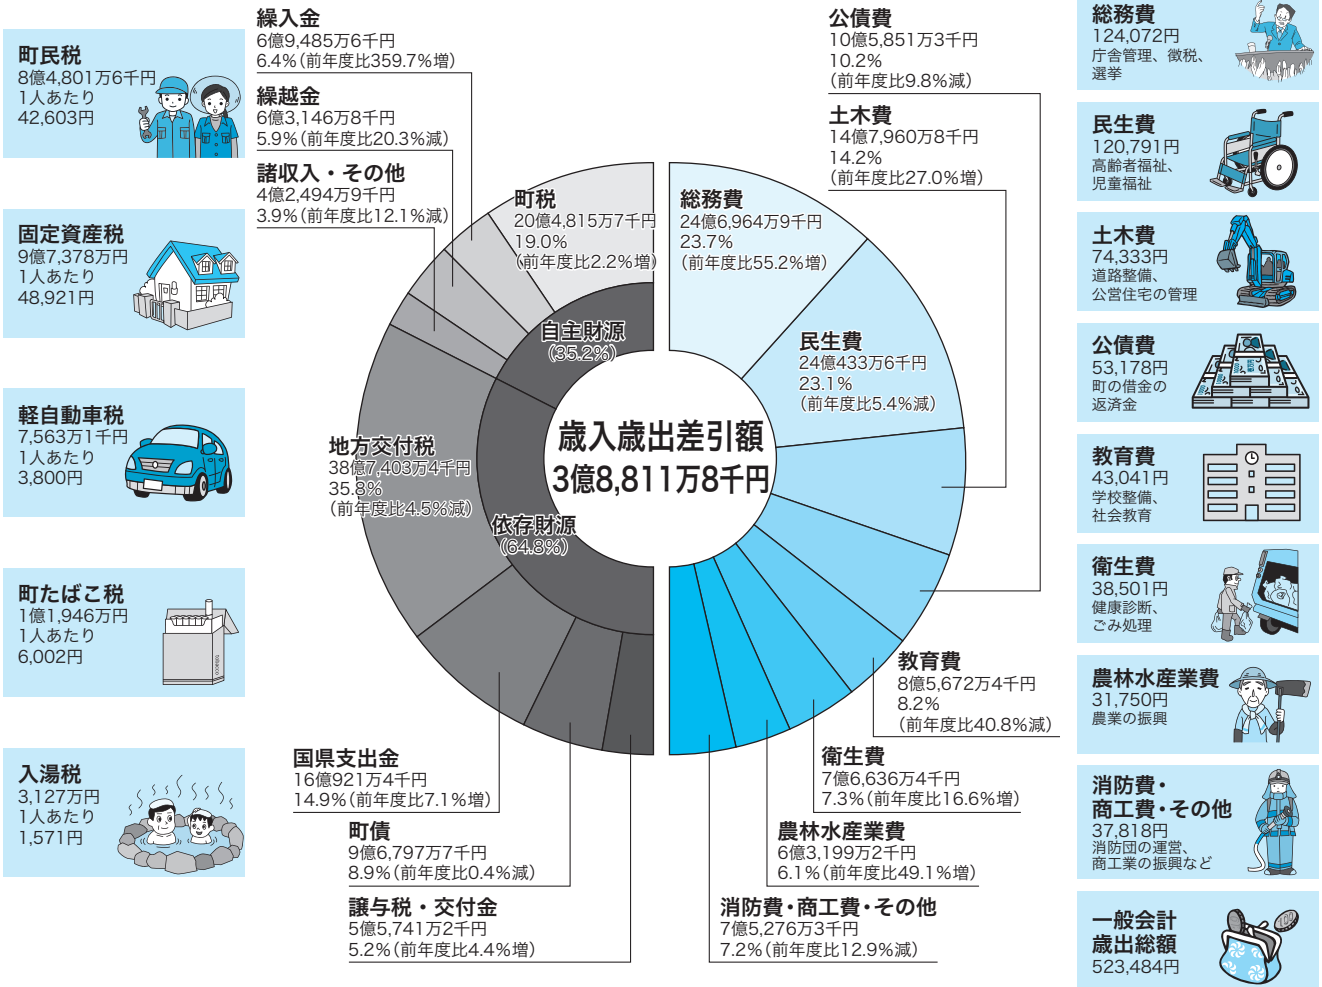 町民税
8億4,801万6千円
1人あたり
42,603円
固定資産税
9億7,378万円
1人あたり
48,921円
軽自動車税
7,563万1千円
1人あたり
3,800円
町たばこ税
1億1,946万円
1人あたり
6,002円
tobacco
入湯税
3,127万円
1人あたり
1,571円
繰入金
6億9,485万6千円
6.4%(前年度比359.7%増)
繰越金
6億3,146万8千円
5.9%(前年度比20.3%減)
諸収入・その他
4億2,494万9千円
3.9%(前年度比12.1%減)
町税
20億4,815万7千円
19.0%
(前年度比2.2%増)
自主財源
(35.2%)
地方交付税
38億7,403万4千円
35.8%
(前年度比4.5%減)
依存財源
(64.8%)
国県支出金
16億921万4千円
14.9%(前年度比7.1%増)
町債
9億6,797万7千円
8.9%(前年度比0.4%減)
譲与税・交付金
5億5,741万2千円
5.2%(前年度比4.4%増)
歳入歳出差引額
3億8,811万8千円
総務費
24億6,964万9千円
23.7%
(前年度比55.2%増)
民生費
24億433万6千円
23.1%
(前年度比5.4%減)
公債費
10億5,851万3千円
10.2%
(前年度比9.8%減)
土木費
14億7,960万8千円
14.2%
(前年度比27.0%増)
教育費
8億5,672万4千円
8.2%
(前年度比40.8%減)
衛生費
7億6,636万4千円
7.3%(前年度比16.6%増)
農林水産業費
6億3,199万2千円
6.1%(前年度比49.1%増)
消防費・商工費・その他
7億5,276万3千円
7.2%(前年度比12.9%減)
総務費
124,072円
庁舎管理、徴税、
選挙
民生費
120,791円
高齢者福祉、
児童福祉
土木費
74,333円
道路整備、
公営住宅の管理
公債費
53,178円
町の借金の
返済金
教育費
43,041円
学校整備、
社会教育
衛生費
38,501円
健康診断、
ごみ処理
農林水産業費
31,750円
農業の振興
消防費・
商工費・その他
37,818円
消防団の運営、
商工業の振興など
一般会計
歳出総額
523,484円